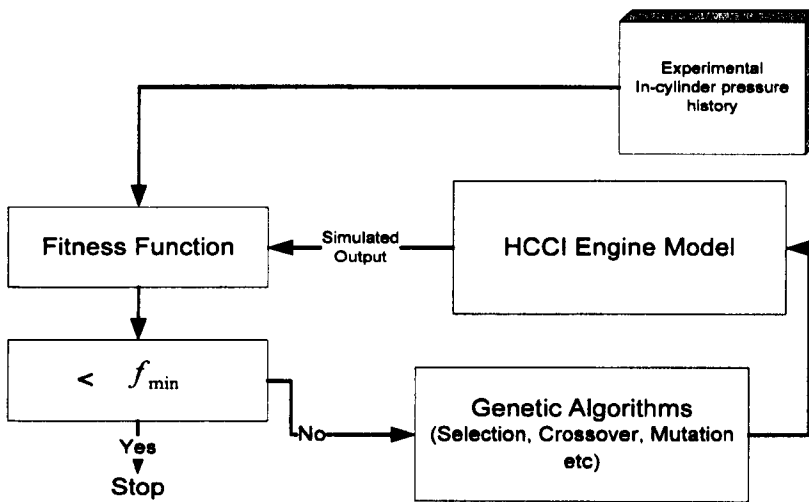 Experimental
In-cylinder pressure
history
Fitness Function
Simulated
Output
HCCI Engine Model
< f min
Yes
Stop
No
Genetic Algorithms
(Selection, Crossover, Mutation
etc)